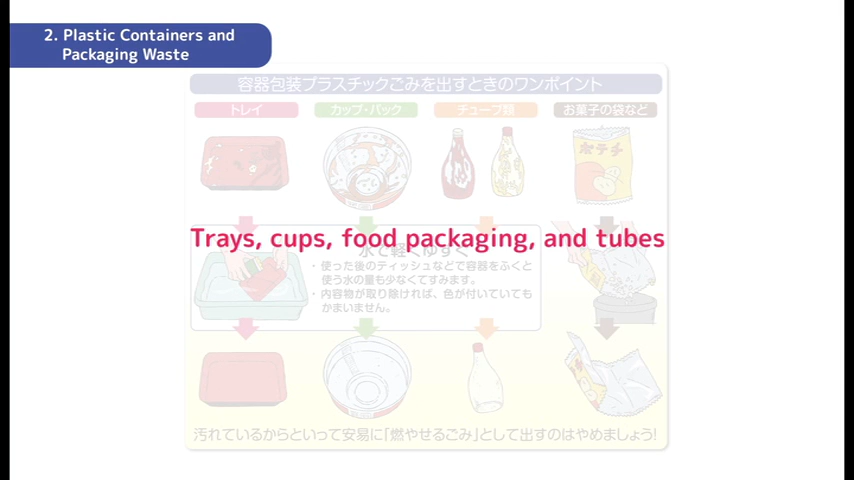 2. Plastic Containers and
Packaging Waste
容器包装プラスチックごみを出すときのワンポイント
トレイ
カップ・パック
チューブ類
お菓子の袋など
ポテチ
Trays, cups, food packaging, and tubes
水で軽くゆすぐ
・使った後のティッシュなどで容器をふくと
使う水の量も少なくてすみます。
・内容物が取り除ければ、色が付いていても
かまいません。
汚れているからといって安易に「燃やせるごみ」として出すのはやめましょう!